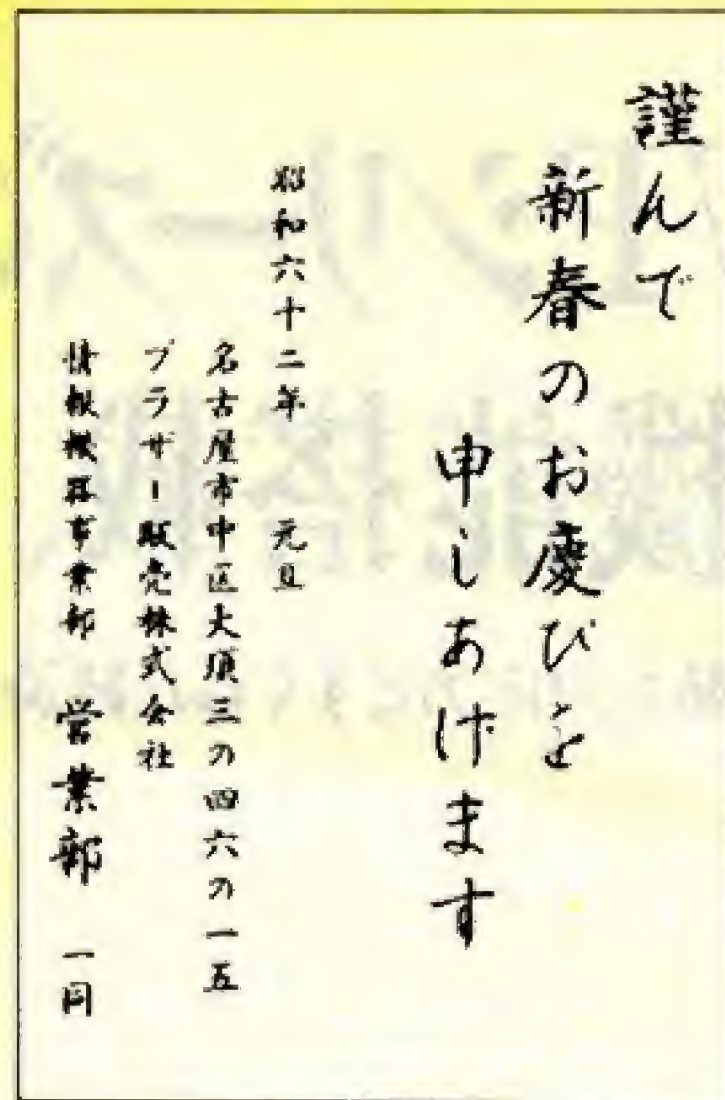 謹んで
新春のお慶びを
申しあげます
昭和六十二年 元旦
名古屋市中区大須三の四六の一五
ブラザー販売株式会社
情報機器事業部 営業部 一同